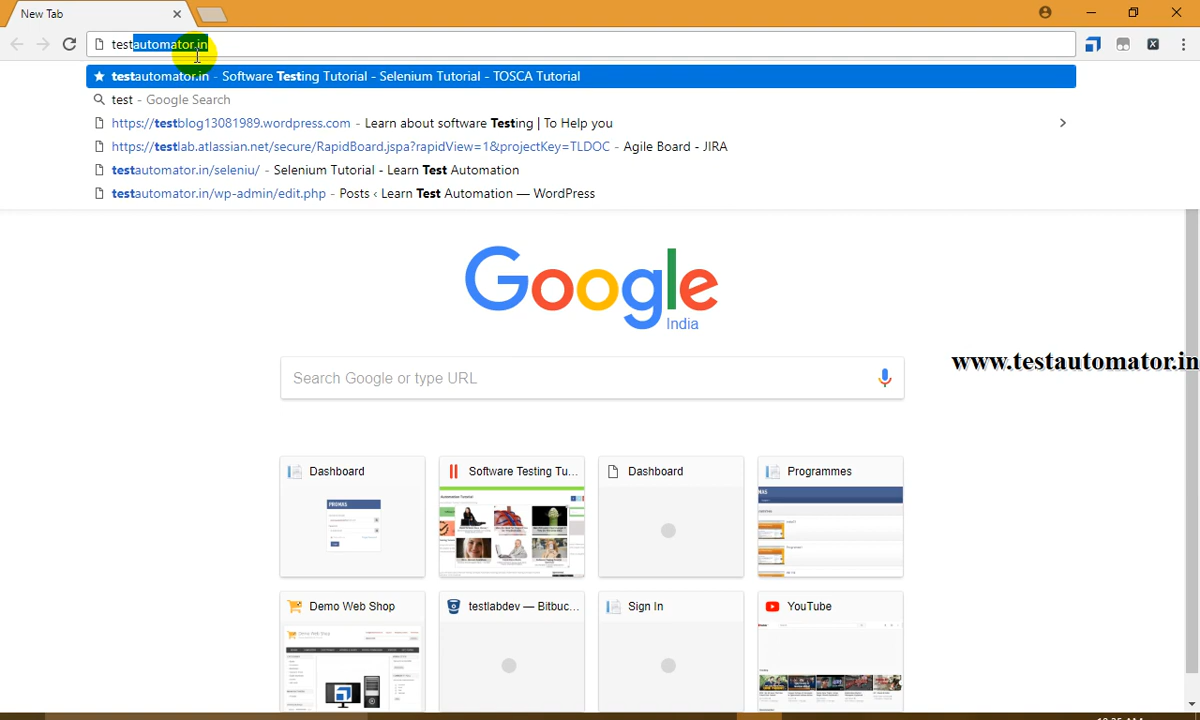 New Tab
testautomator.in
testautomator.in - Software Testing Tutorial - Selenium Tutorial - TOSCA Tutorial
test - Google Search
https://testblog13081989.wordpress.com - Learn about software Testing | To Help you
https://testlab.atlassian.net/secure/RapidBoard.jspa?rapidView=1&projectKey=TLDOC - Agile Board - JIRA
testautomator.in/seleniu/ - Selenium Tutorial - Learn Test Automation
testautomator.in/wp-admin/edit.php - Posts ‹ Learn Test Automation — WordPress
Google
India
www.testautomator.in
Search Google or type URL
Dashboard
Software Testing Tu...
Dashboard
Programmes
PROMAS
Demo Web Shop
testlabdev — Bitbuc...
Sign In
YouTube